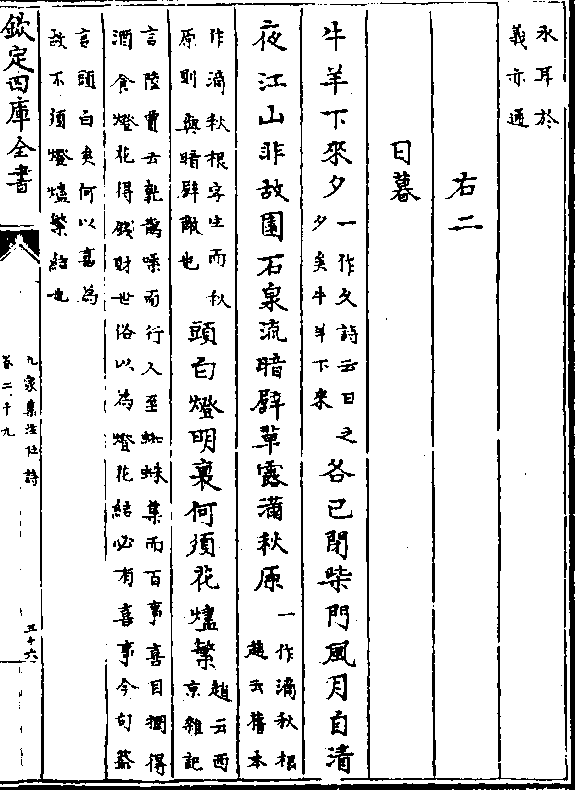 永耳於
義亦通
右二
日暮
牛羊下來夕一作久詩云日之夕矣牛羊下來各已閉柴門風月自清
夜江山非故園石泉流暗壁草露滿秋原一作滴秋根趙云舊本
作滴秋根字生而秋原則與暗壁敵也頭白燈明裏何須花燼繁趙云西京雜記
言陸賈云乾鵲噪而行人至蜘蛛集而百事喜目瞤得
酒食燈花得錢財世俗以為燈花結必有喜事今句蓋
言頭白矣何以喜為
故不須燈燼繁結也
欽定四庫全書
九家集注杜詩
卷二十九
三十六